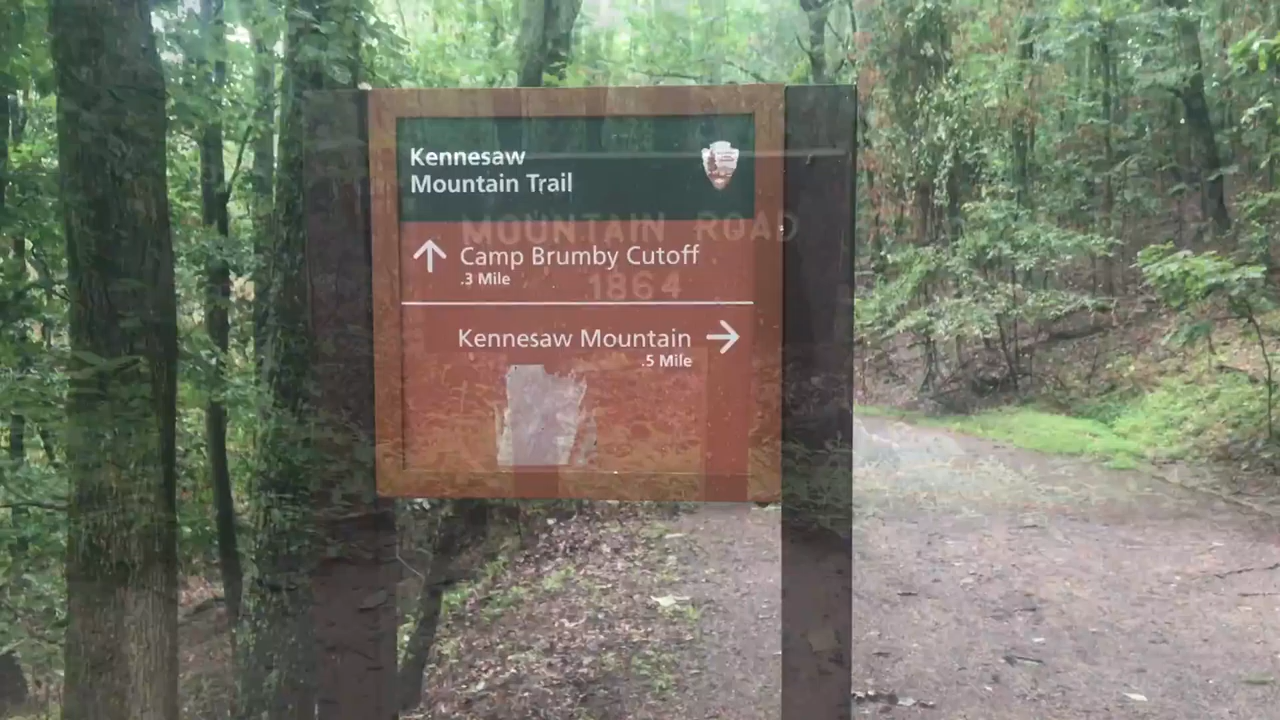 Kennesaw
Mountain Trail
MOUNTAIN ROAD
Camp Brumby Cutoff
.3 Mile
1864
Kennesaw Mountain
.5 Mile